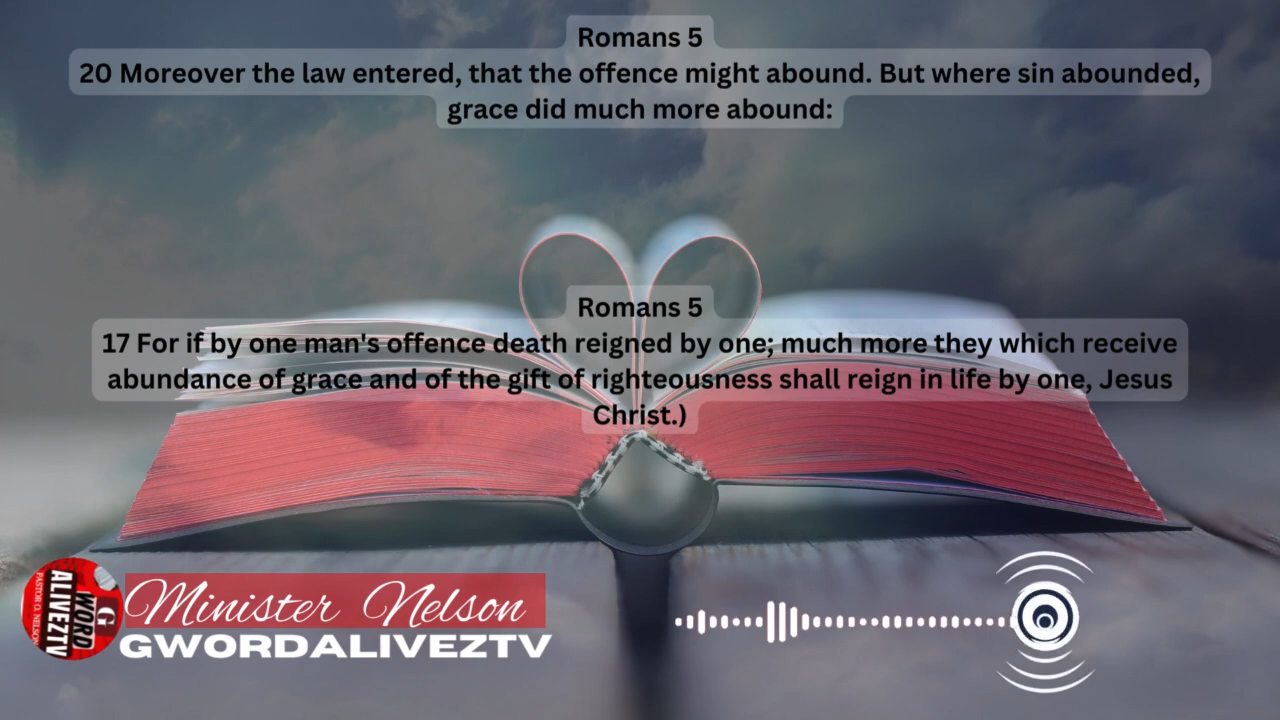 Romans 5
20 Moreover the law entered, that the offence might abound. But where sin abounded,
grace did much more abound:
Romans 5
17 For if by one man's offence death reigned by one; much more they which receive
abundance of grace and of the gift of righteousness shall reign in life by one, Jesus
Christ.)
G
WORD
ALIVEZTV
PASTOR O. NELSON
Minister Nelson
GWORDALIVEZTV